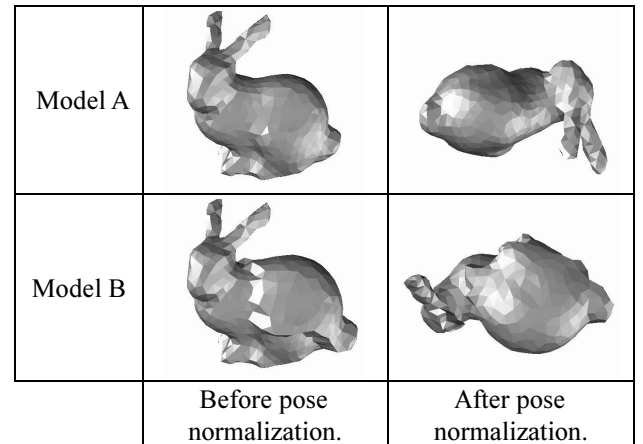 Model A
Model B
Before pose
normalization.
After pose
normalization.